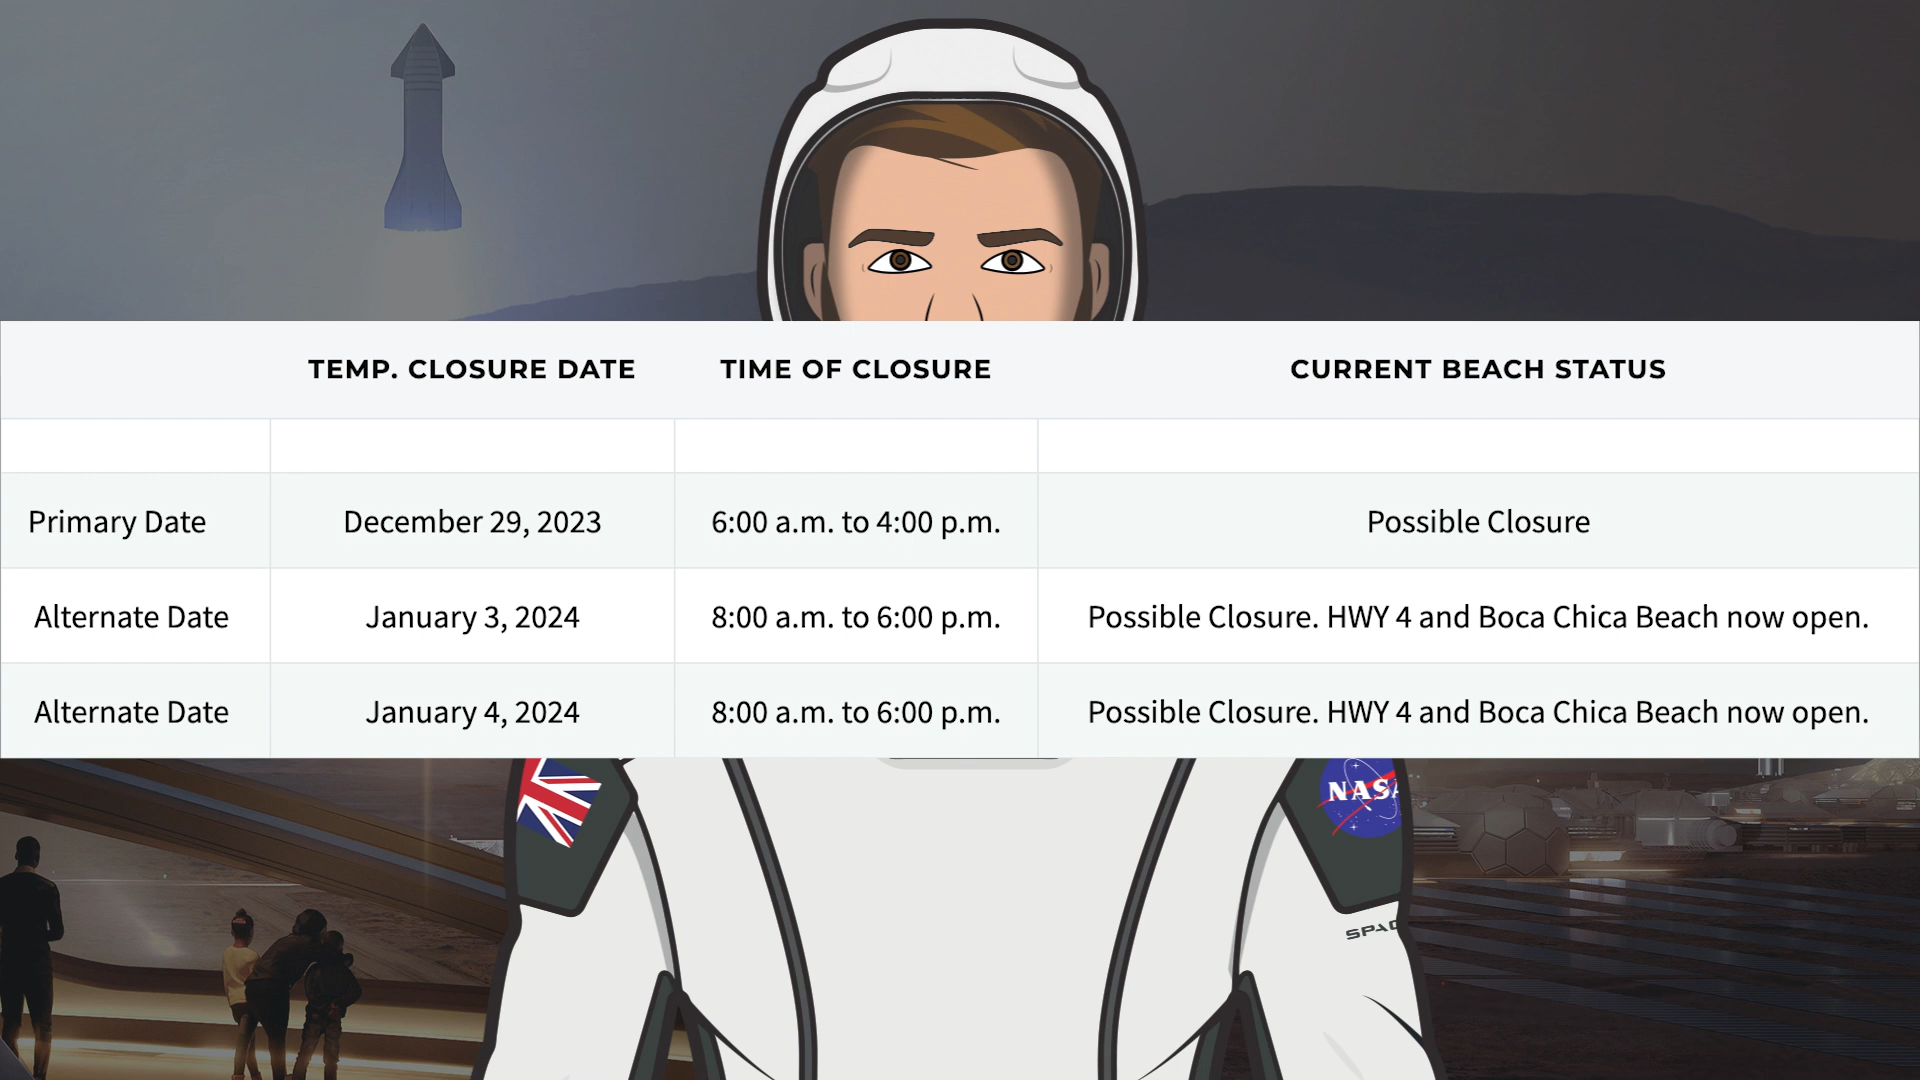 TEMP. CLOSURE DATE TIME OF CLOSURE CURRENT BEACH STATUS
Primary Date December 29, 2023 6:00 a.m. to 4:00 p.m. Possible Closure
Alternate Date January 3, 2024 8:00 a.m. to 6:00 p.m. Possible Closure. HWY 4 and Boca Chica Beach now open.
Alternate Date January 4, 2024 8:00 a.m. to 6:00 p.m. Possible Closure. HWY 4 and Boca Chica Beach now open.
NASA
SPAC